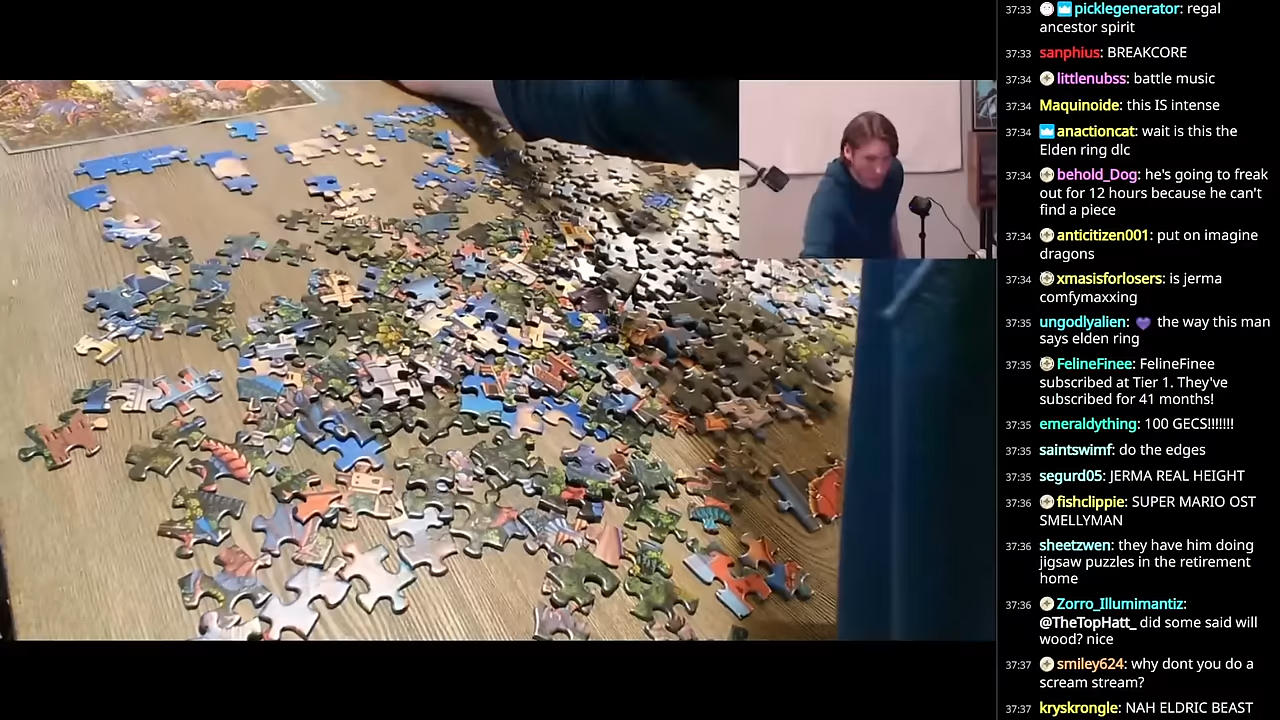 37:33 picklegenerator: regal
ancestor spirit
37:33 sanphius: BREAKCORE
37:34 littlenubss: battle music
37:34 Maquinoide: this IS intense
37:34 anactioncat: wait is this the
Elden ring dlc
37:34 behold_Dog: he's going to freak
out for 12 hours because he can't
find a piece
37:34 anticitizen001: put on imagine
dragons
37:34 xmasisforlosers: is jerma
comfymaxxing
37:35 ungodlyalien: 💜 the way this man
says elden ring
37:35 FelineFinee: FelineFinee
subscribed at Tier 1. They've
subscribed for 41 months!
37:35 emeraldything: 100 GECS!!!!!!!
37:35 saintswimf: do the edges
37:35 segurd05: JERMA REAL HEIGHT
37:36 fishclippie: SUPER MARIO OST
SMELLYMAN
37:36 sheetzwen: they have him doing
jigsaw puzzles in the retirement
home
37:36 Zorro_Illumimantiz:
@TheTopHatt_ did some said will
wood? nice
37:37 smiley624: why dont you do a
scream stream?
37:37 kryskrongle: NAH ELDRIC BEAST